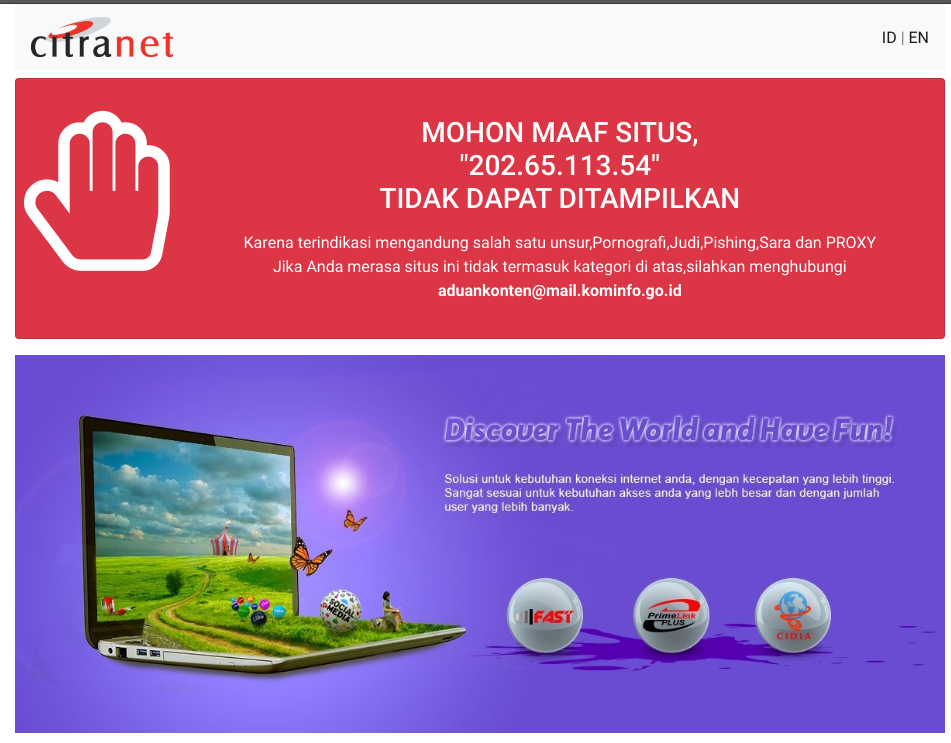 citranet
ID | EN
MOHON MAAF SITUS,
"202.65.113.54"
TIDAK DAPAT DITAMPILKAN
Karena terindikasi mengandung salah satu unsur,Pornografi,Judi,Pishing,Sara dan PROXY
Jika Anda merasa situs ini tidak termasuk kategori di atas,silahkan menghubungi
aduankonten@mail.kominfo.go.id
Discover The World and Have Fun!
Solusi untuk kebutuhan koneksi internet anda, dengan kecepatan yang lebih tinggi.
Sangat sesuai untuk kebutuhan akses anda yang lebh besar dan dengan jumlah
user yang lebih banyak.
SOCIAL
MEDIA
FAST
PrimeLink
PLUS
CIDIA